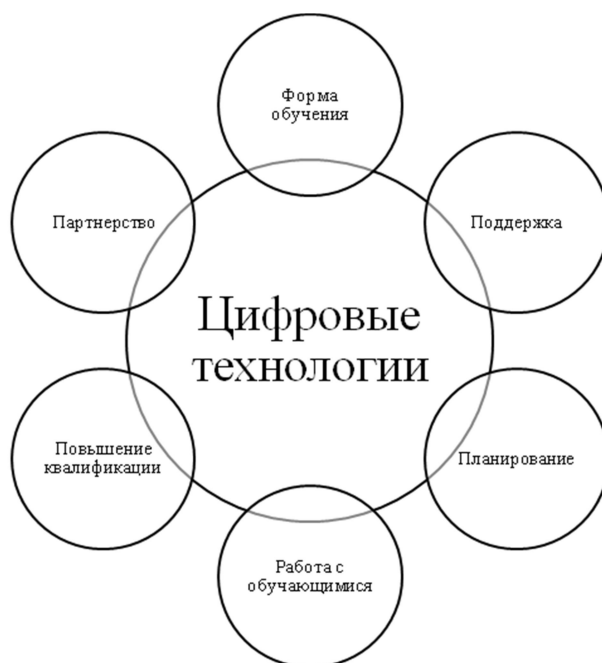 Форма
обучения
Партнерство
Поддержка
Цифровые
технологии
Повышение
квалификации
Планирование
Работа с
обучающимися